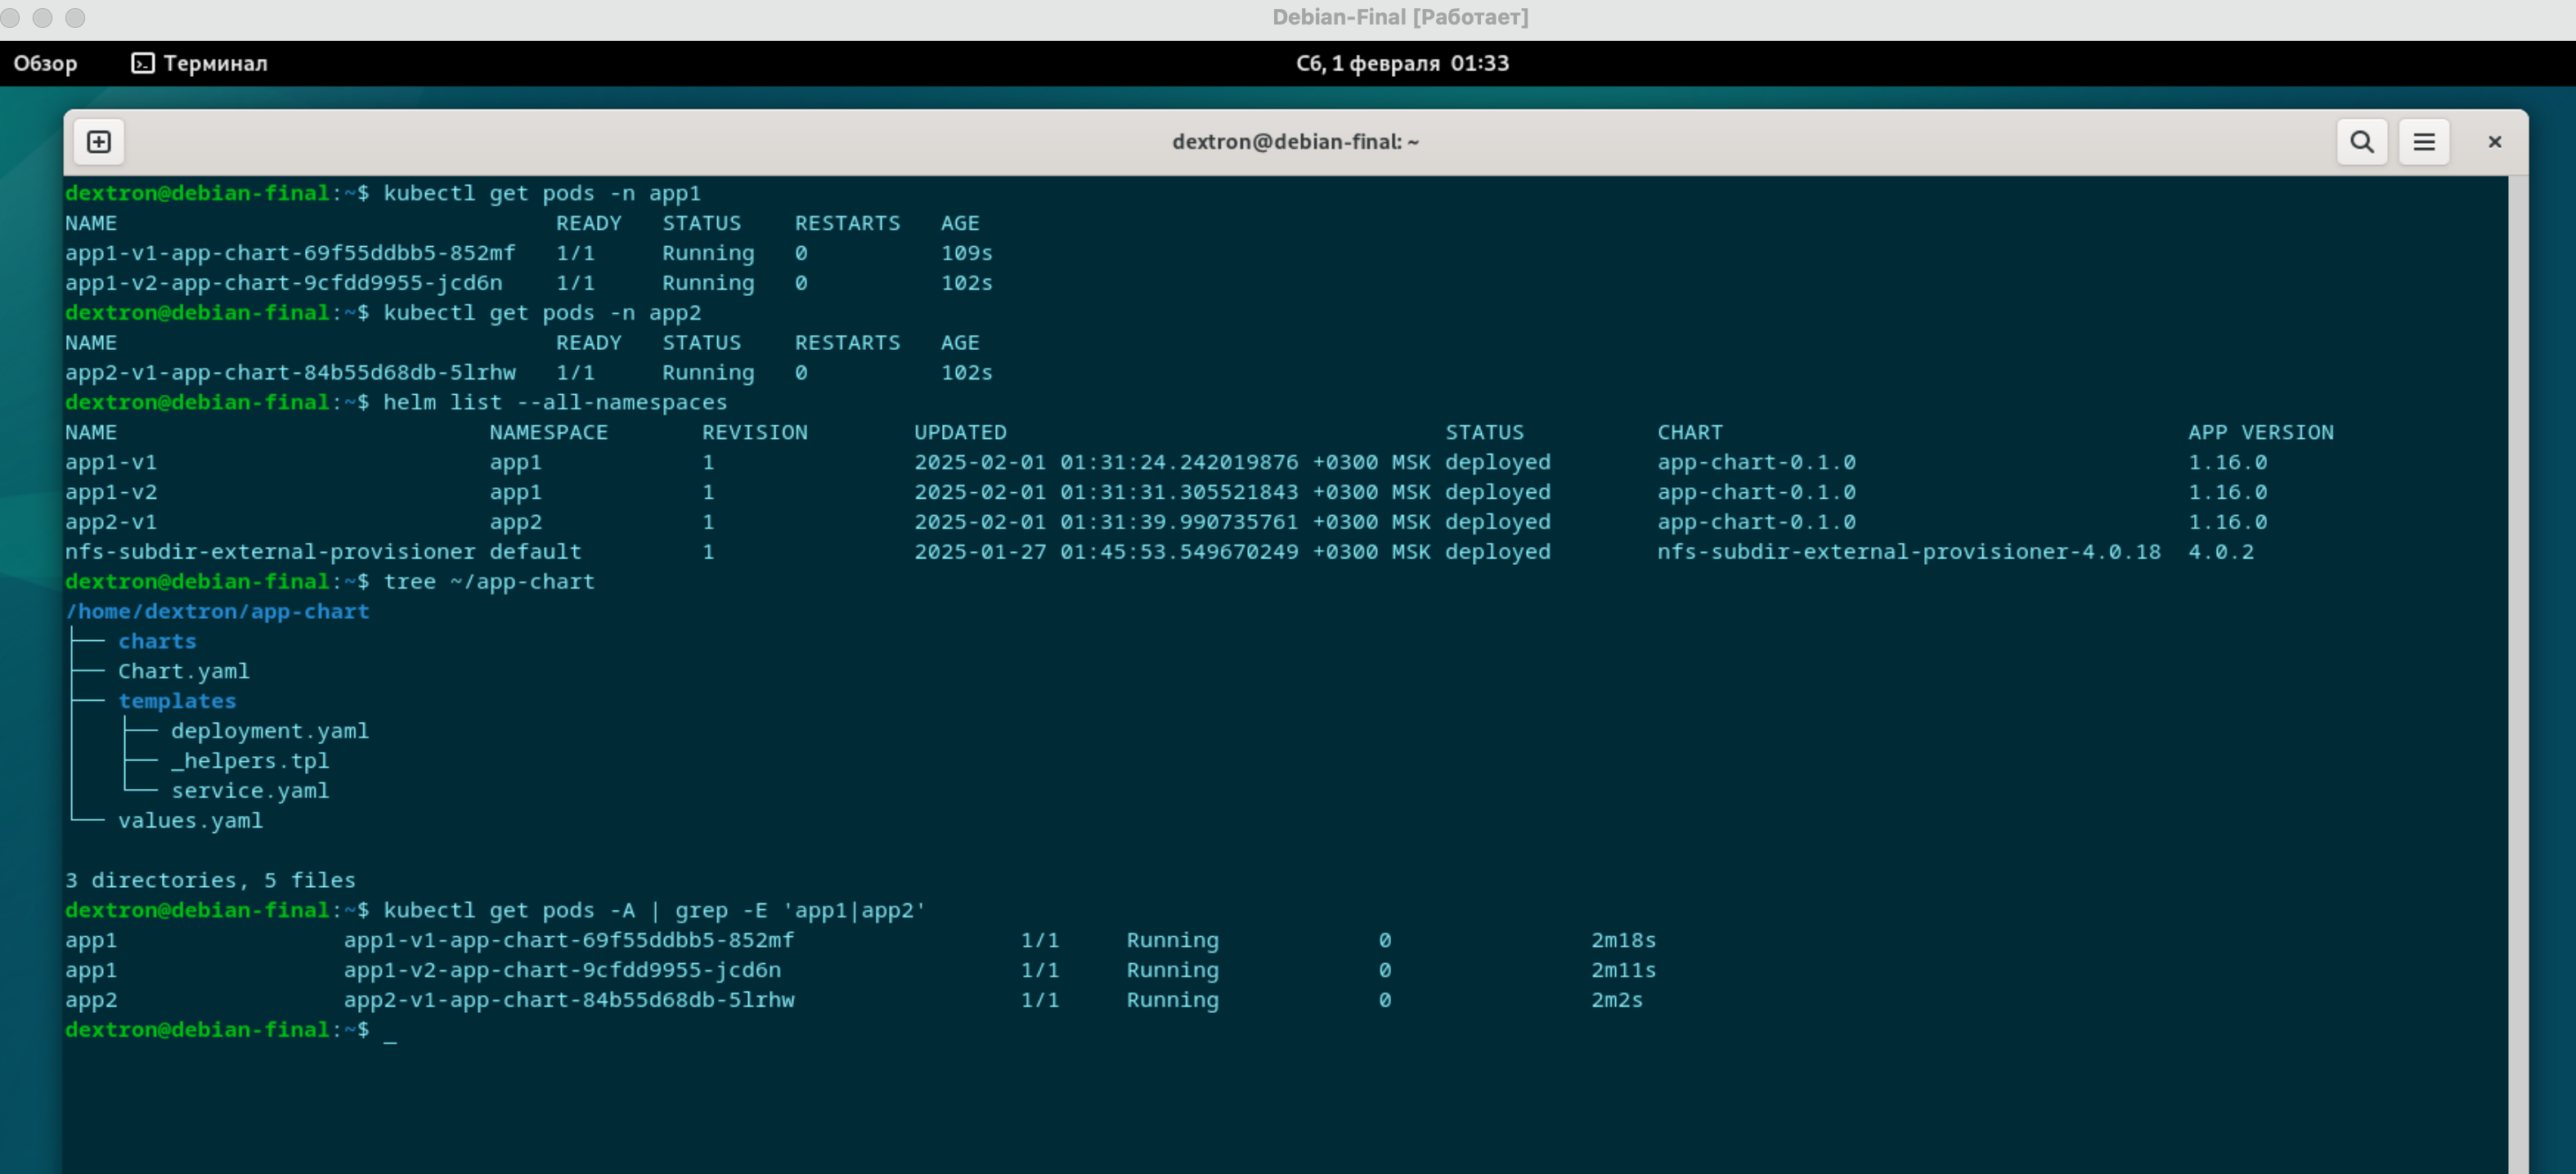 Debian-Final [Работает]
Обзор Терминал Сб, 1 февраля 01:33
dextron@debian-final: ~
dextron@debian-final:~$ kubectl get pods -n app1
NAME READY STATUS RESTARTS AGE
app1-v1-app-chart-69f55ddbb5-852mf 1/1 Running 0 109s
app1-v2-app-chart-9cfdd9955-jcd6n 1/1 Running 0 102s
dextron@debian-final:~$ kubectl get pods -n app2
NAME READY STATUS RESTARTS AGE
app2-v1-app-chart-84b55d68db-5lrhw 1/1 Running 0 102s
dextron@debian-final:~$ helm list --all-namespaces
NAME NAMESPACE REVISION UPDATED STATUS CHART APP VERSION
app1-v1 app1 1 2025-02-01 01:31:24.242019876 +0300 MSK deployed app-chart-0.1.0 1.16.0
app1-v2 app1 1 2025-02-01 01:31:31.305521843 +0300 MSK deployed app-chart-0.1.0 1.16.0
app2-v1 app2 1 2025-02-01 01:31:39.990735761 +0300 MSK deployed app-chart-0.1.0 1.16.0
nfs-subdir-external-provisioner default 1 2025-01-27 01:45:53.549670249 +0300 MSK deployed nfs-subdir-external-provisioner-4.0.18 4.0.2
dextron@debian-final:~$ tree ~/app-chart
/home/dextron/app-chart
├── charts
├── Chart.yaml
├── templates
│   ├── deployment.yaml
│   ├── _helpers.tpl
│   └── service.yaml
└── values.yaml
3 directories, 5 files
dextron@debian-final:~$ kubectl get pods -A | grep -E 'app1|app2'
app1 app1-v1-app-chart-69f55ddbb5-852mf 1/1 Running 0 2m18s
app1 app1-v2-app-chart-9cfdd9955-jcd6n 1/1 Running 0 2m11s
app2 app2-v1-app-chart-84b55d68db-5lrhw 1/1 Running 0 2m2s
dextron@debian-final:~$ _